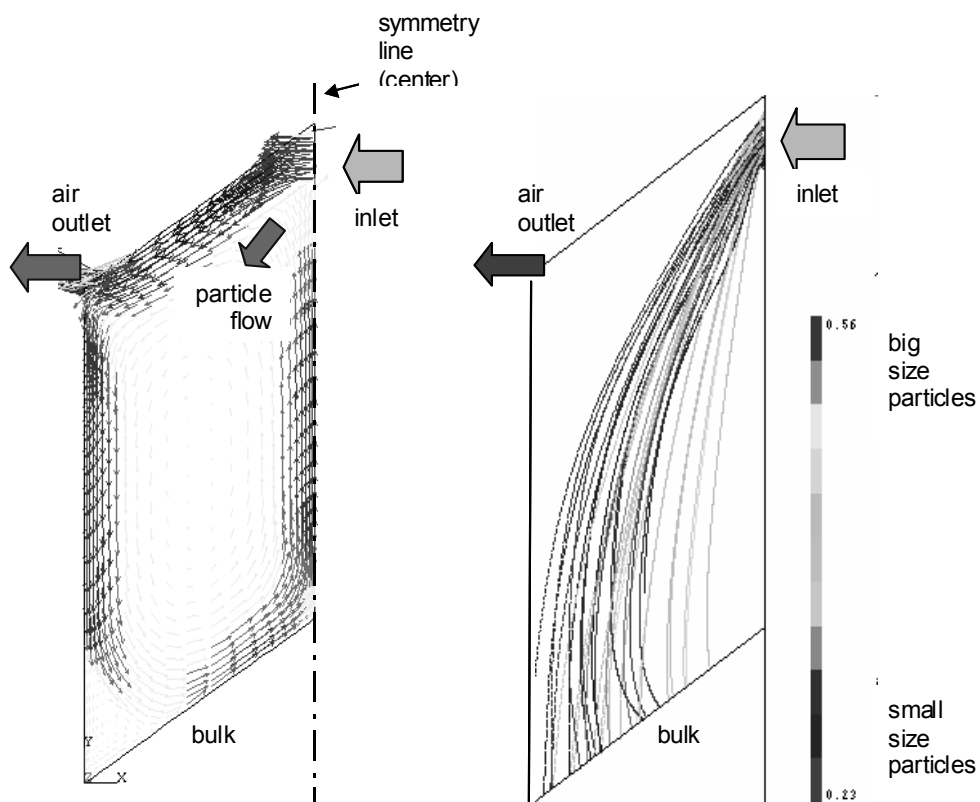 symmetry
line
(center)
air
outlet
inlet
particle
flow
bulk
Y
Z
X
air
outlet
inlet
bulk
0.56
big
size
particles
small
size
particles
0.23